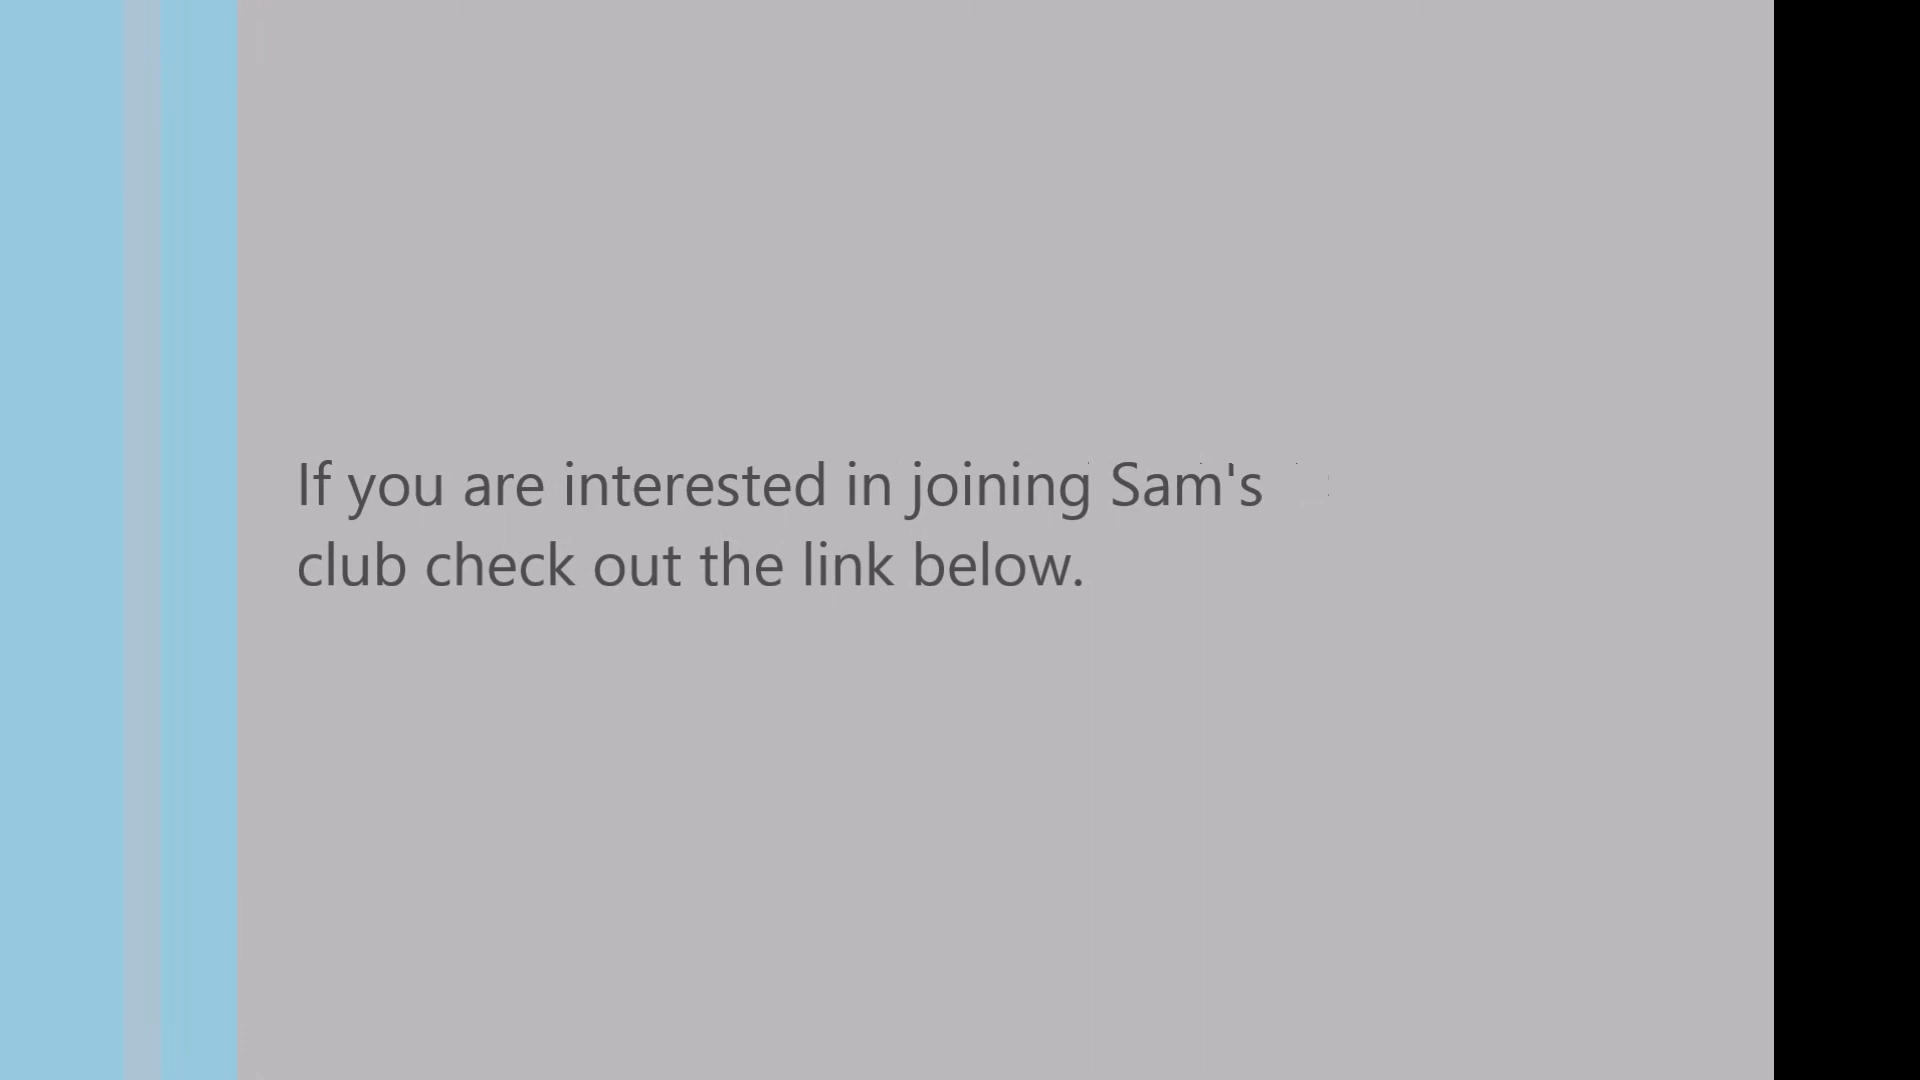 If you are interested in joining Sam's
club check out the link below.